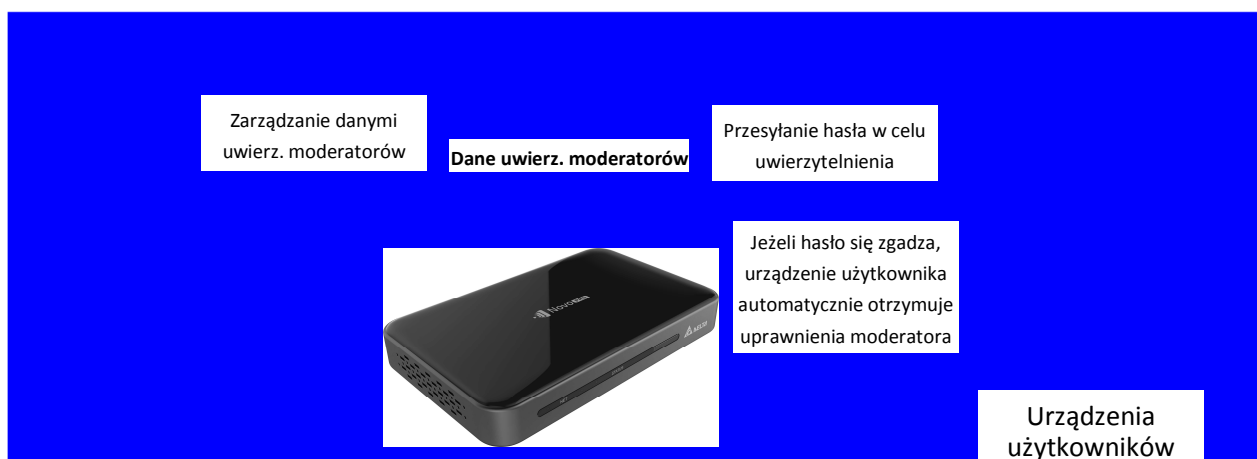 Zarządzanie danymi
uwierz. moderatorów
Dane uwierz. moderatorów
Przesyłanie hasła w celu
uwierzytelnienia
Jeżeli hasło się zgadza,
urządzenie użytkownika
automatycznie otrzymuje
uprawnienia moderatora
Urządzenia
użytkowników